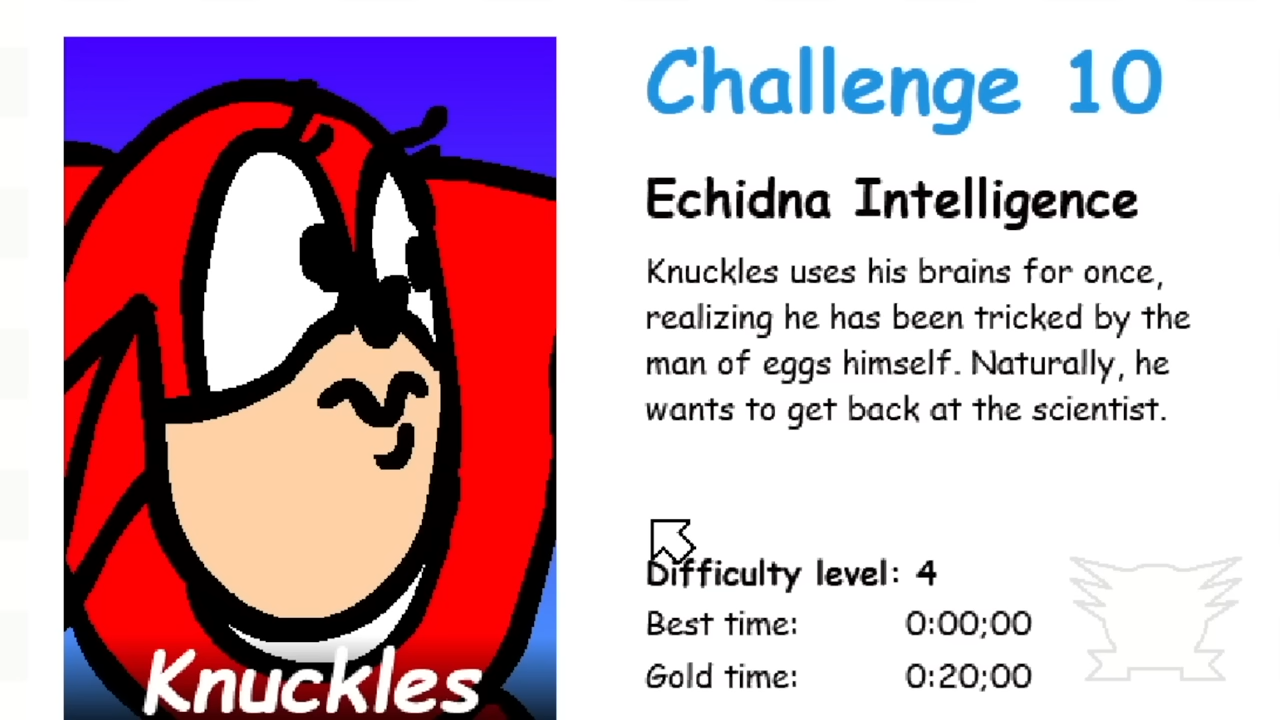 Challenge 10
Echidna Intelligence
Knuckles uses his brains for once,
realizing he has been tricked by the
man of eggs himself. Naturally, he
wants to get back at the scientist.
Difficulty level: 4
Best time: 0:00;00
Gold time: 0:20;00
Knuckles